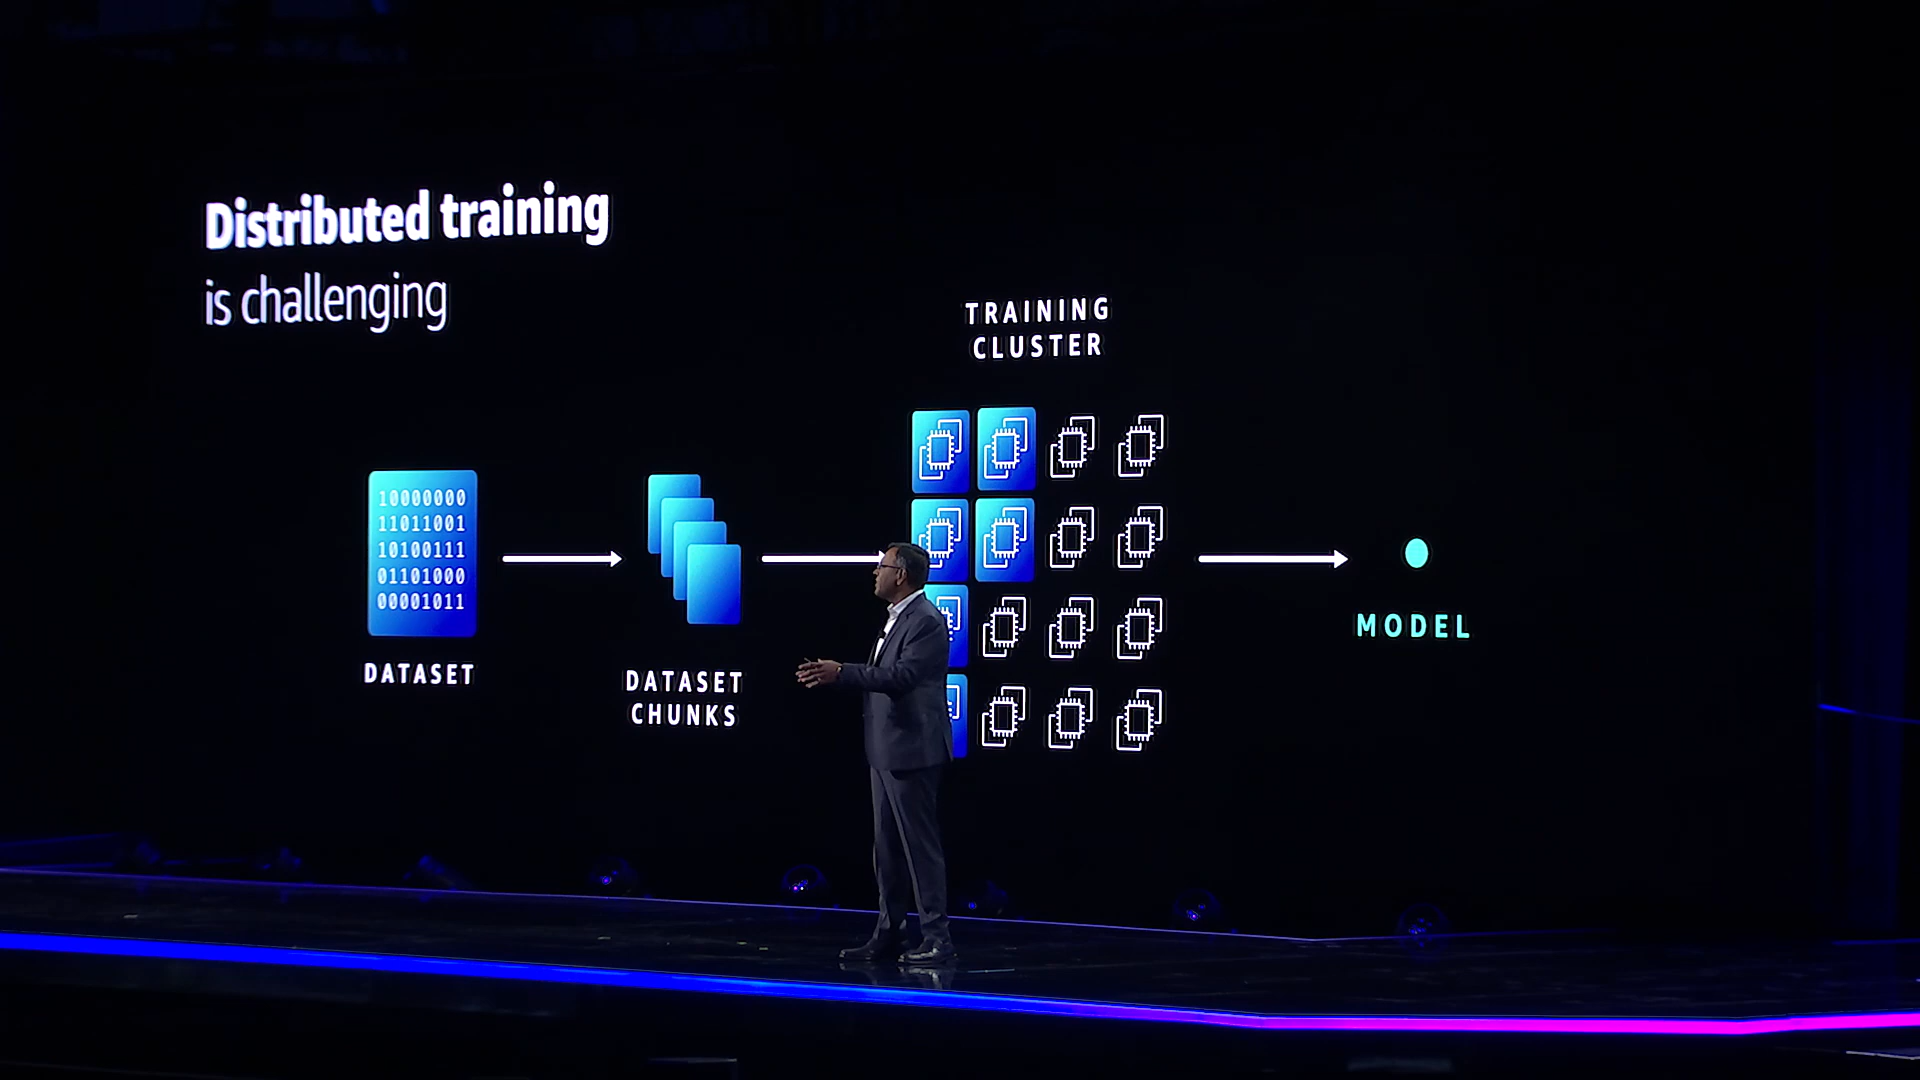 Distributed training
is challenging
TRAINING
CLUSTER
10000000
11011001
10100111
01101000
00001011
DATASET
DATASET
CHUNKS
MODEL